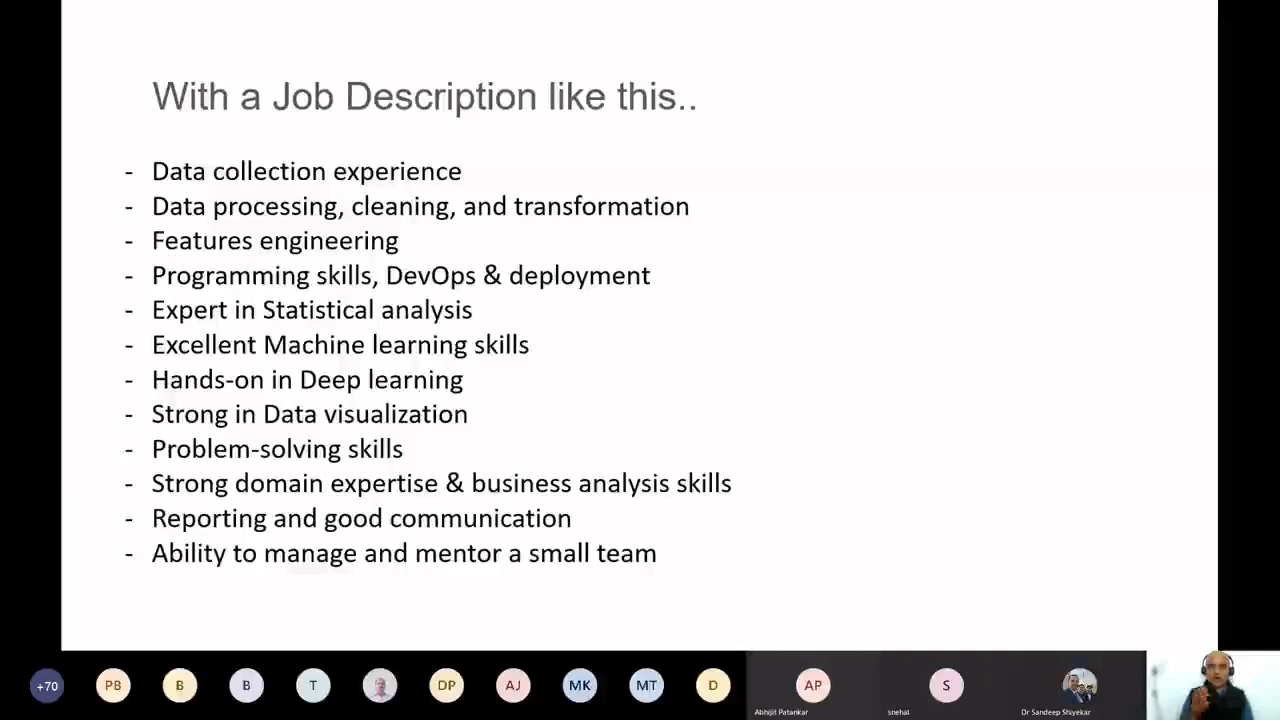 With a Job Description like this..
- Data collection experience
- Data processing, cleaning, and transformation
- Features engineering
- Programming skills, DevOps & deployment
- Expert in Statistical analysis
- Excellent Machine learning skills
- Hands-on in Deep learning
- Strong in Data visualization
- Problem-solving skills
- Strong domain expertise & business analysis skills
- Reporting and good communication
- Ability to manage and mentor a small team
+70 PB B B T DP AJ MK MT D AP S
Abhijit Patankar snehal Dr Sandeep Shiyekar